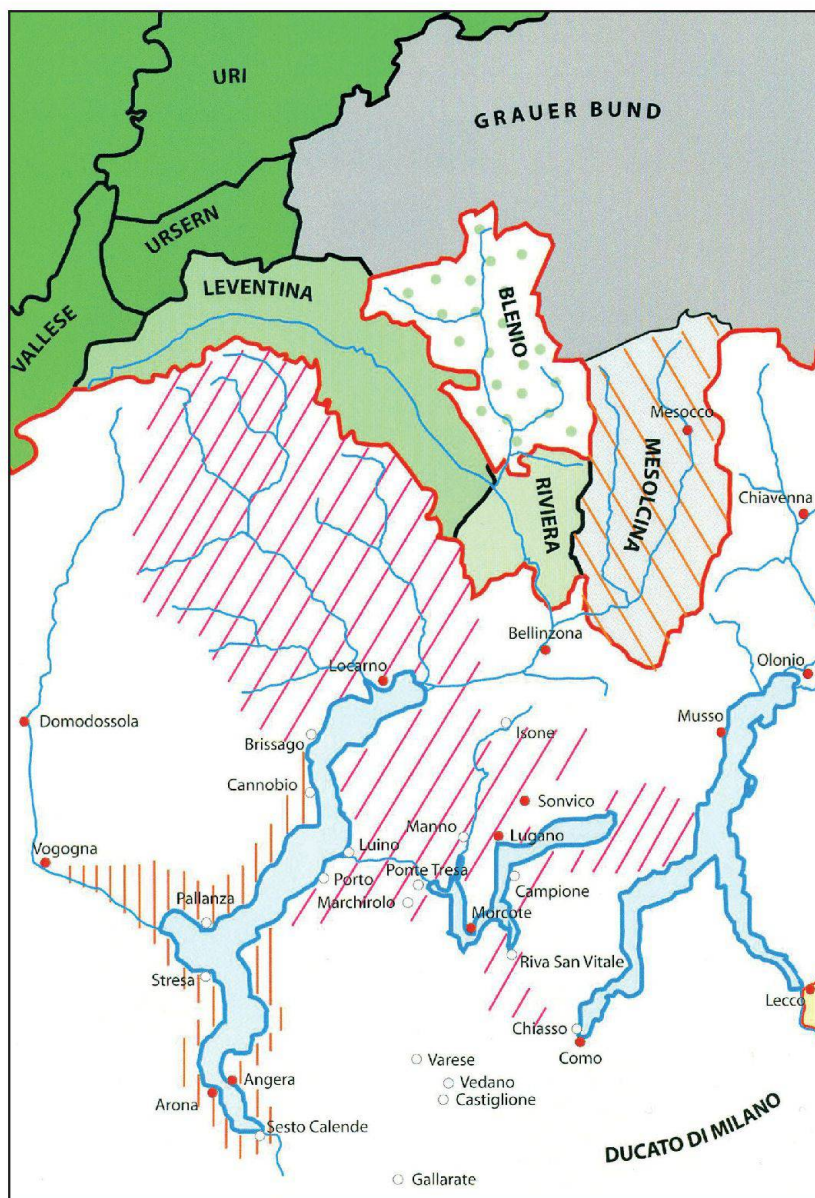 URI
GRAUER BUND
URSERN
LEVENTINA
VALLESE
BLENIO
Mesocco
MESOLCINA
RIVIERA
Chiavenna
Bellinzona
Locarno
Olonio
Domodossola
Musso
Brissago
Isone
Cannobio
Sonvico
Manno
Lugano
Luino
Vogogna
Ponte Tresa
Porto
Campione
Marchirolo
Pallanza
Morcote
Riva San Vitale
Stresa
Lecco
Chiasso
Como
Varese
Angera
Vedano
Arona
Castiglione
Sesto Calende
DUCATO DI MILANO
Gallarate